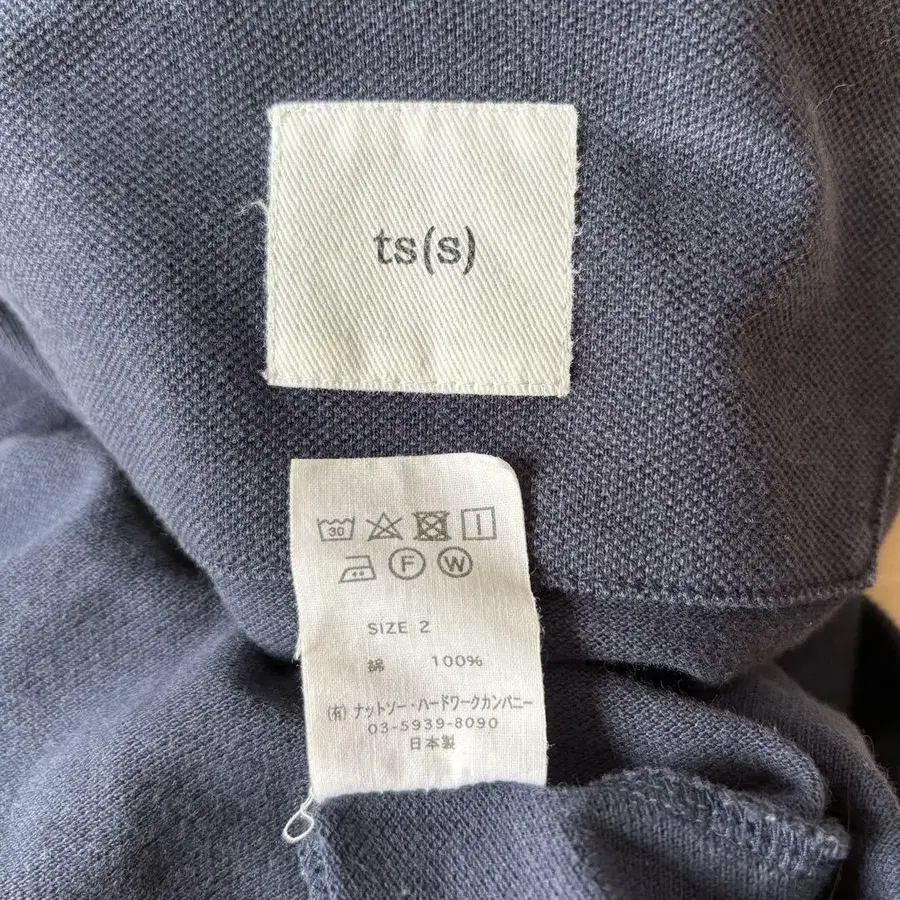 ts(s)
30
F W
SIZE 2
綿 100%
(有) ナットソー・ハードワークカンパニー
03-5939-8090
日本製